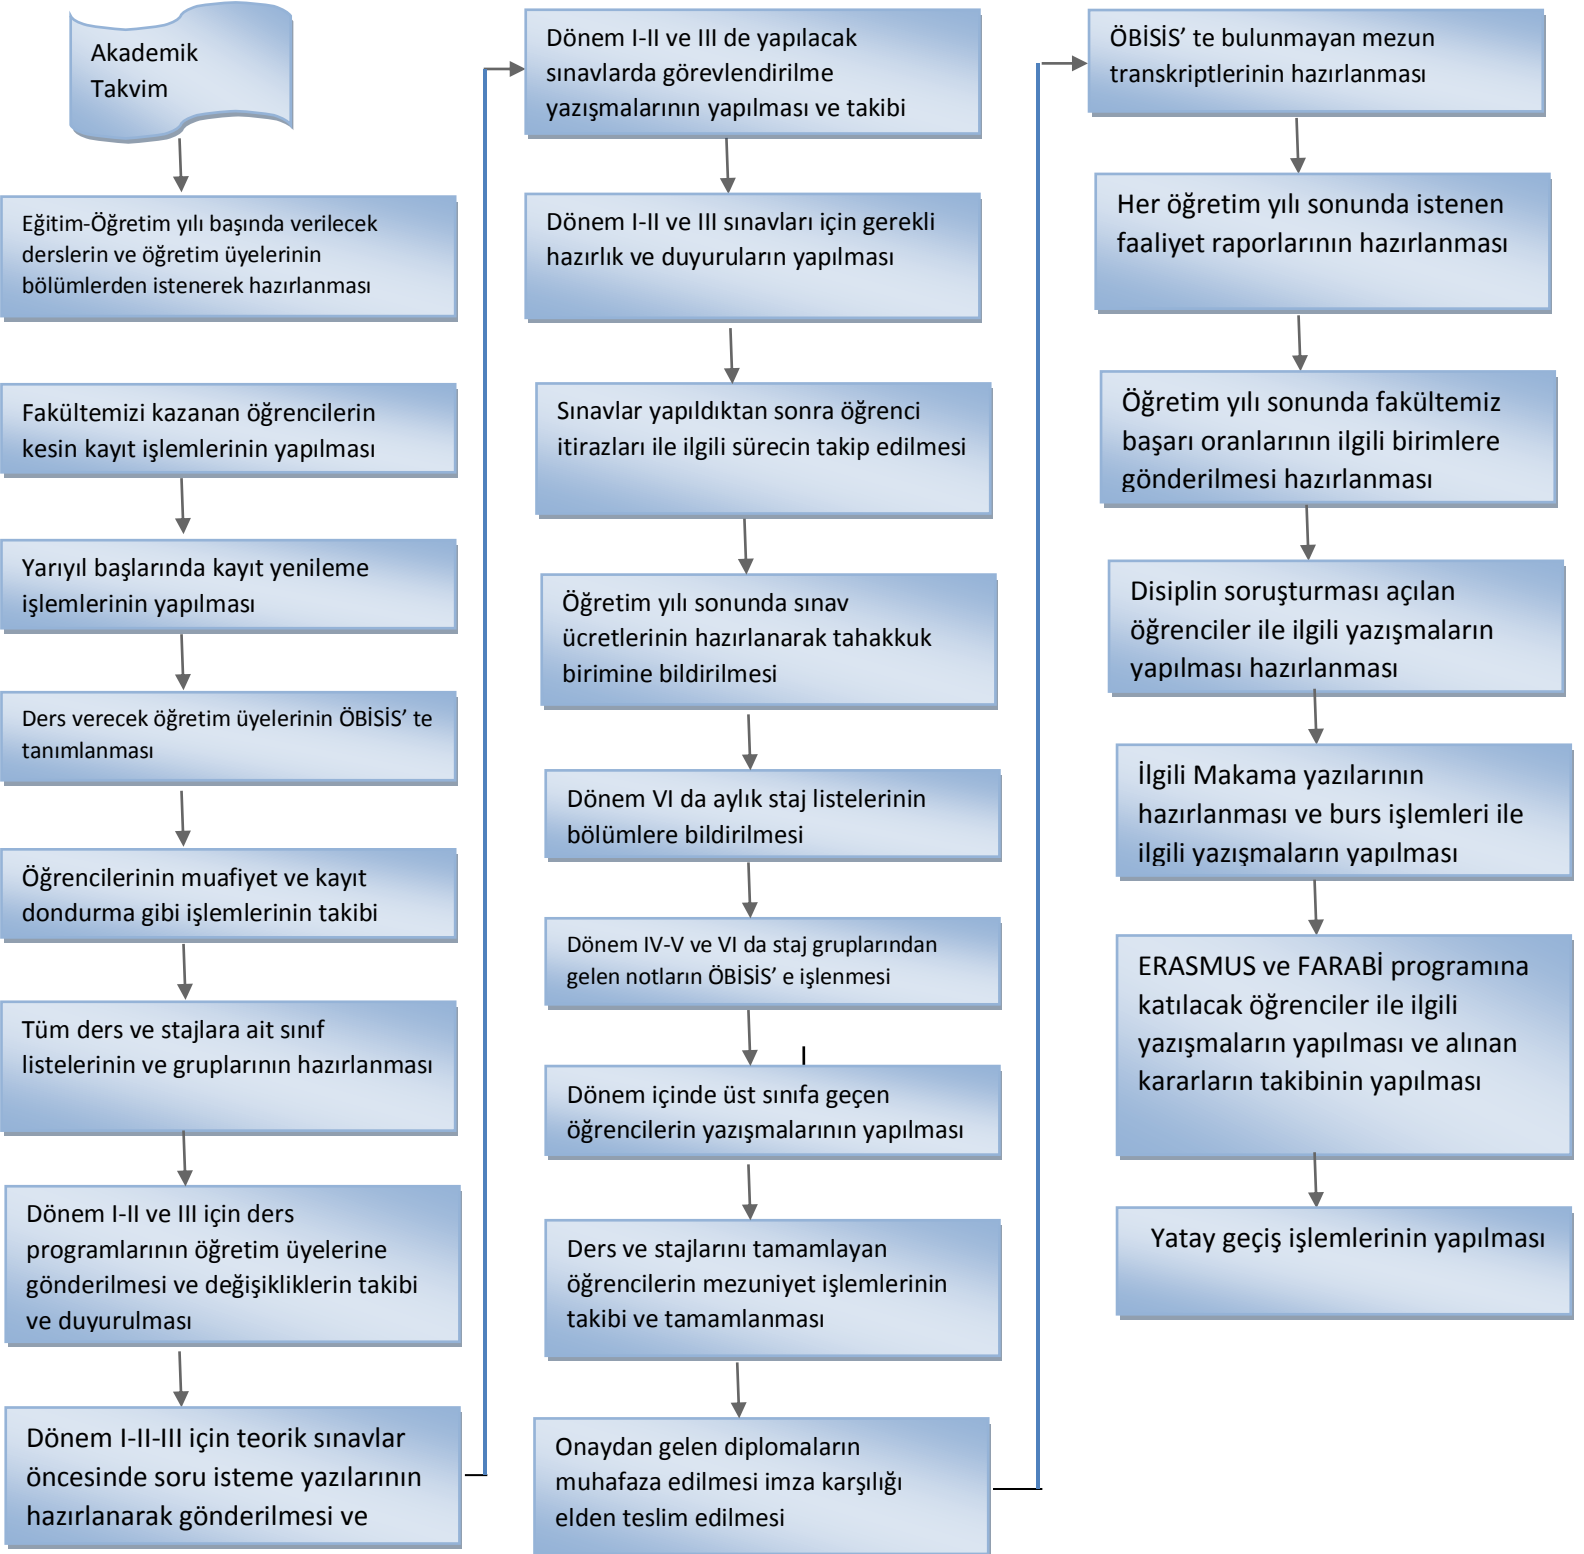 Akademik
Takvim
Eğitim-Öğretim yılı başında verilecek
derslerin ve öğretim üyelerinin
bölümlerden istenerek hazırlanması
Fakültemizi kazanan öğrencilerin
kesin kayıt işlemlerinin yapılması
Yarıyıl başlarında kayıt yenileme
işlemlerinin yapılması
Ders verecek öğretim üyelerinin ÖBİSİS’ te
tanımlanması
Öğrencilerinin muafiyet ve kayıt
dondurma gibi işlemlerinin takibi
Tüm ders ve stajlara ait sınıf
listelerinin ve gruplarının hazırlanması
Dönem I-II ve III için ders
programlarının öğretim üyelerine
gönderilmesi ve değişikliklerin takibi
ve duyurulması
Dönem I-II-III için teorik sınavlar
öncesinde soru isteme yazılarının
hazırlanarak gönderilmesi ve
Dönem I-II ve III de yapılacak
sınavlarda görevlendirilme
yazışmalarının yapılması ve takibi
Dönem I-II ve III sınavları için gerekli
hazırlık ve duyuruların yapılması
Sınavlar yapıldıktan sonra öğrenci
itirazları ile ilgili sürecin takip edilmesi
Öğretim yılı sonunda sınav
ücretlerinin hazırlanarak tahakkuk
birimine bildirilmesi
Dönem VI da aylık staj listelerinin
bölümlere bildirilmesi
Dönem IV-V ve VI da staj gruplarından
gelen notların ÖBİSİS’ e işlenmesi
Dönem içinde üst sınıfa geçen
öğrencilerin yazışmalarının yapılması
Ders ve stajlarını tamamlayan
öğrencilerin mezuniyet işlemlerinin
takibi ve tamamlanması
Onaydan gelen diplomaların
muhafaza edilmesi imza karşılığı
elden teslim edilmesi
ÖBİSİS’ te bulunmayan mezun
transkriptlerinin hazırlanması
Her öğretim yılı sonunda istenen
faaliyet raporlarının hazırlanması
Öğretim yılı sonunda fakültemiz
başarı oranlarının ilgili birimlere
gönderilmesi hazırlanması
Disiplin soruşturması açılan
öğrenciler ile ilgili yazışmaların
yapılması hazırlanması
İlgili Makama yazılarının
hazırlanması ve burs işlemleri ile
ilgili yazışmaların yapılması
ERASMUS ve FARABİ programına
katılacak öğrenciler ile ilgili
yazışmaların yapılması ve alınan
kararların takibinin yapılması
Yatay geçiş işlemlerinin yapılması